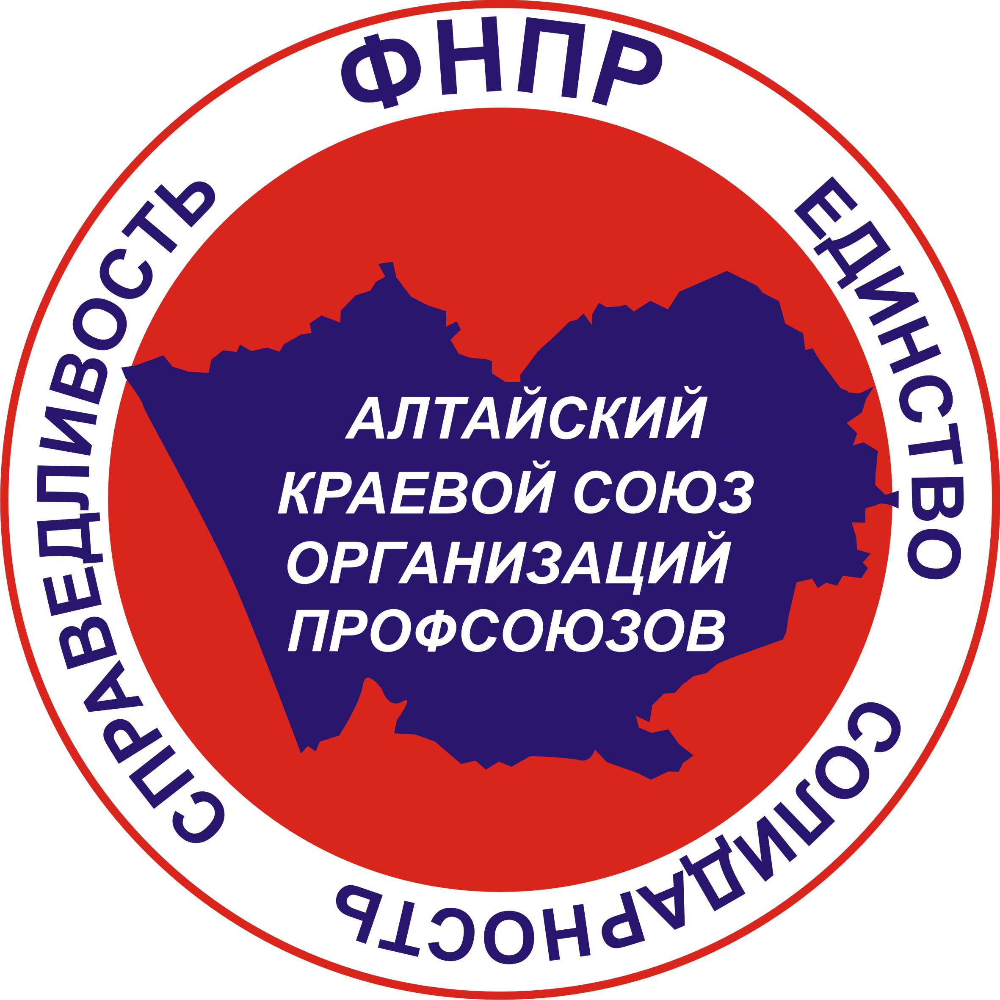 ФНПР
ЕДИНСТВО
СОЛИДАРНОСТЬ
СПРАВЕДЛИВОСТЬ
АЛТАЙСКИЙ
КРАЕВОЙ СОЮЗ
ОРГАНИЗАЦИЙ
ПРОФСОЮЗОВ